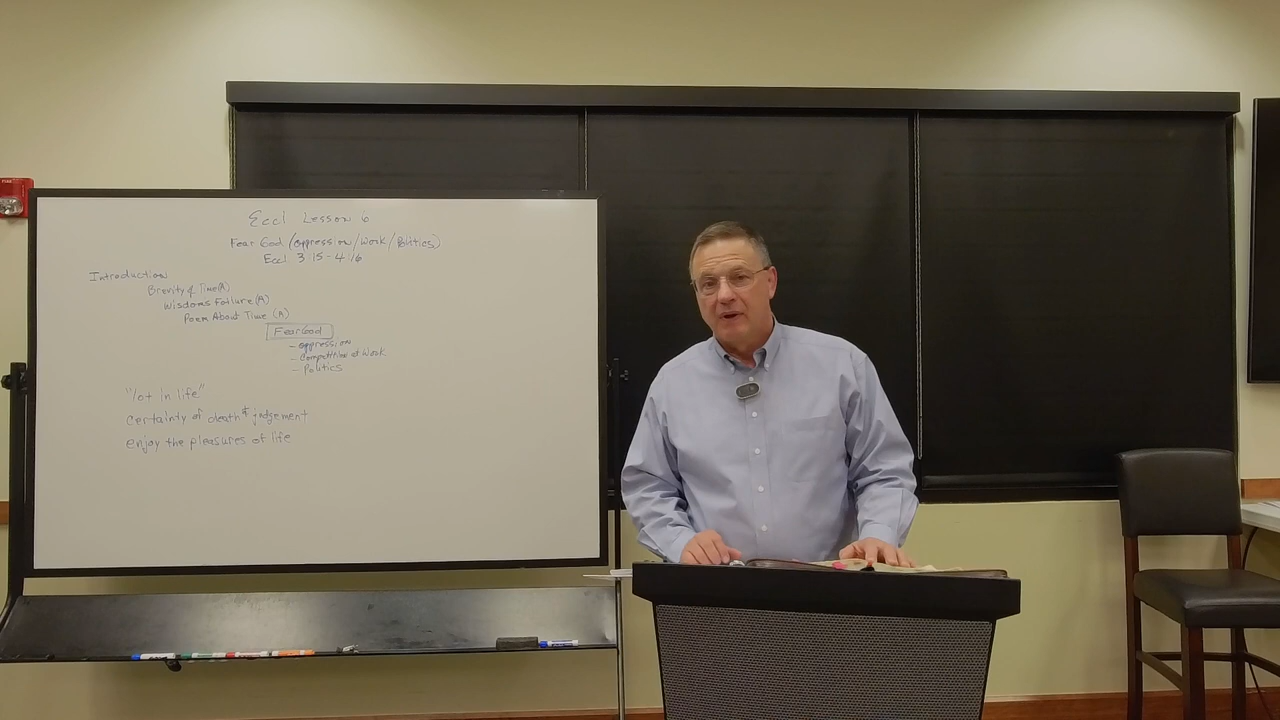 Eccl Lesson 6
Fear God (oppression/Work/Politics)
Eccl 3:15-4:16
Introduction
Brevity of Time (A)
Wisdoms Failure (A)
Poem About Time (A)
Fear God
- oppression
- Competition at Work
- Politics
"lot in life"
Certainty of death & judgement
enjoy the pleasures of life
FIRE